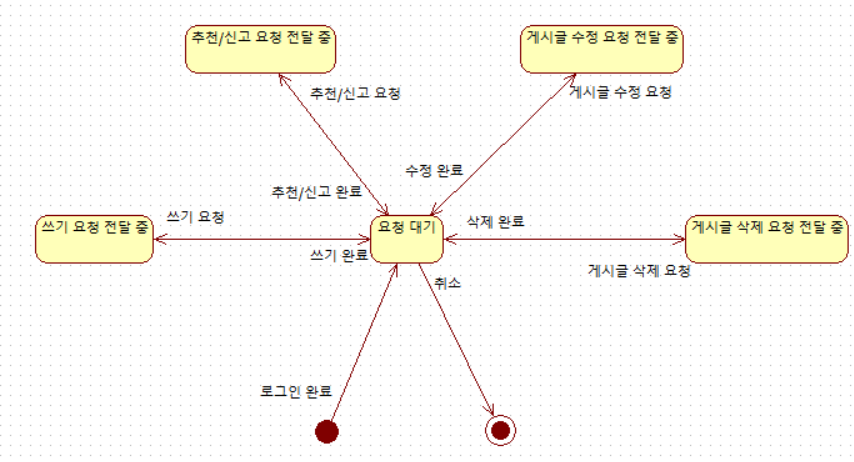 추천/신고 요청 전달 중
게시글 수정 요청 전달 중
추천/신고 요청
게시글 수정 요청
수정 완료
추천/신고 완료
쓰기 요청
쓰기 요청 전달 중
요청 대기
삭제 완료
게시글 삭제 요청 전달 중
쓰기 완료
게시글 삭제 요청
취소
로그인 완료